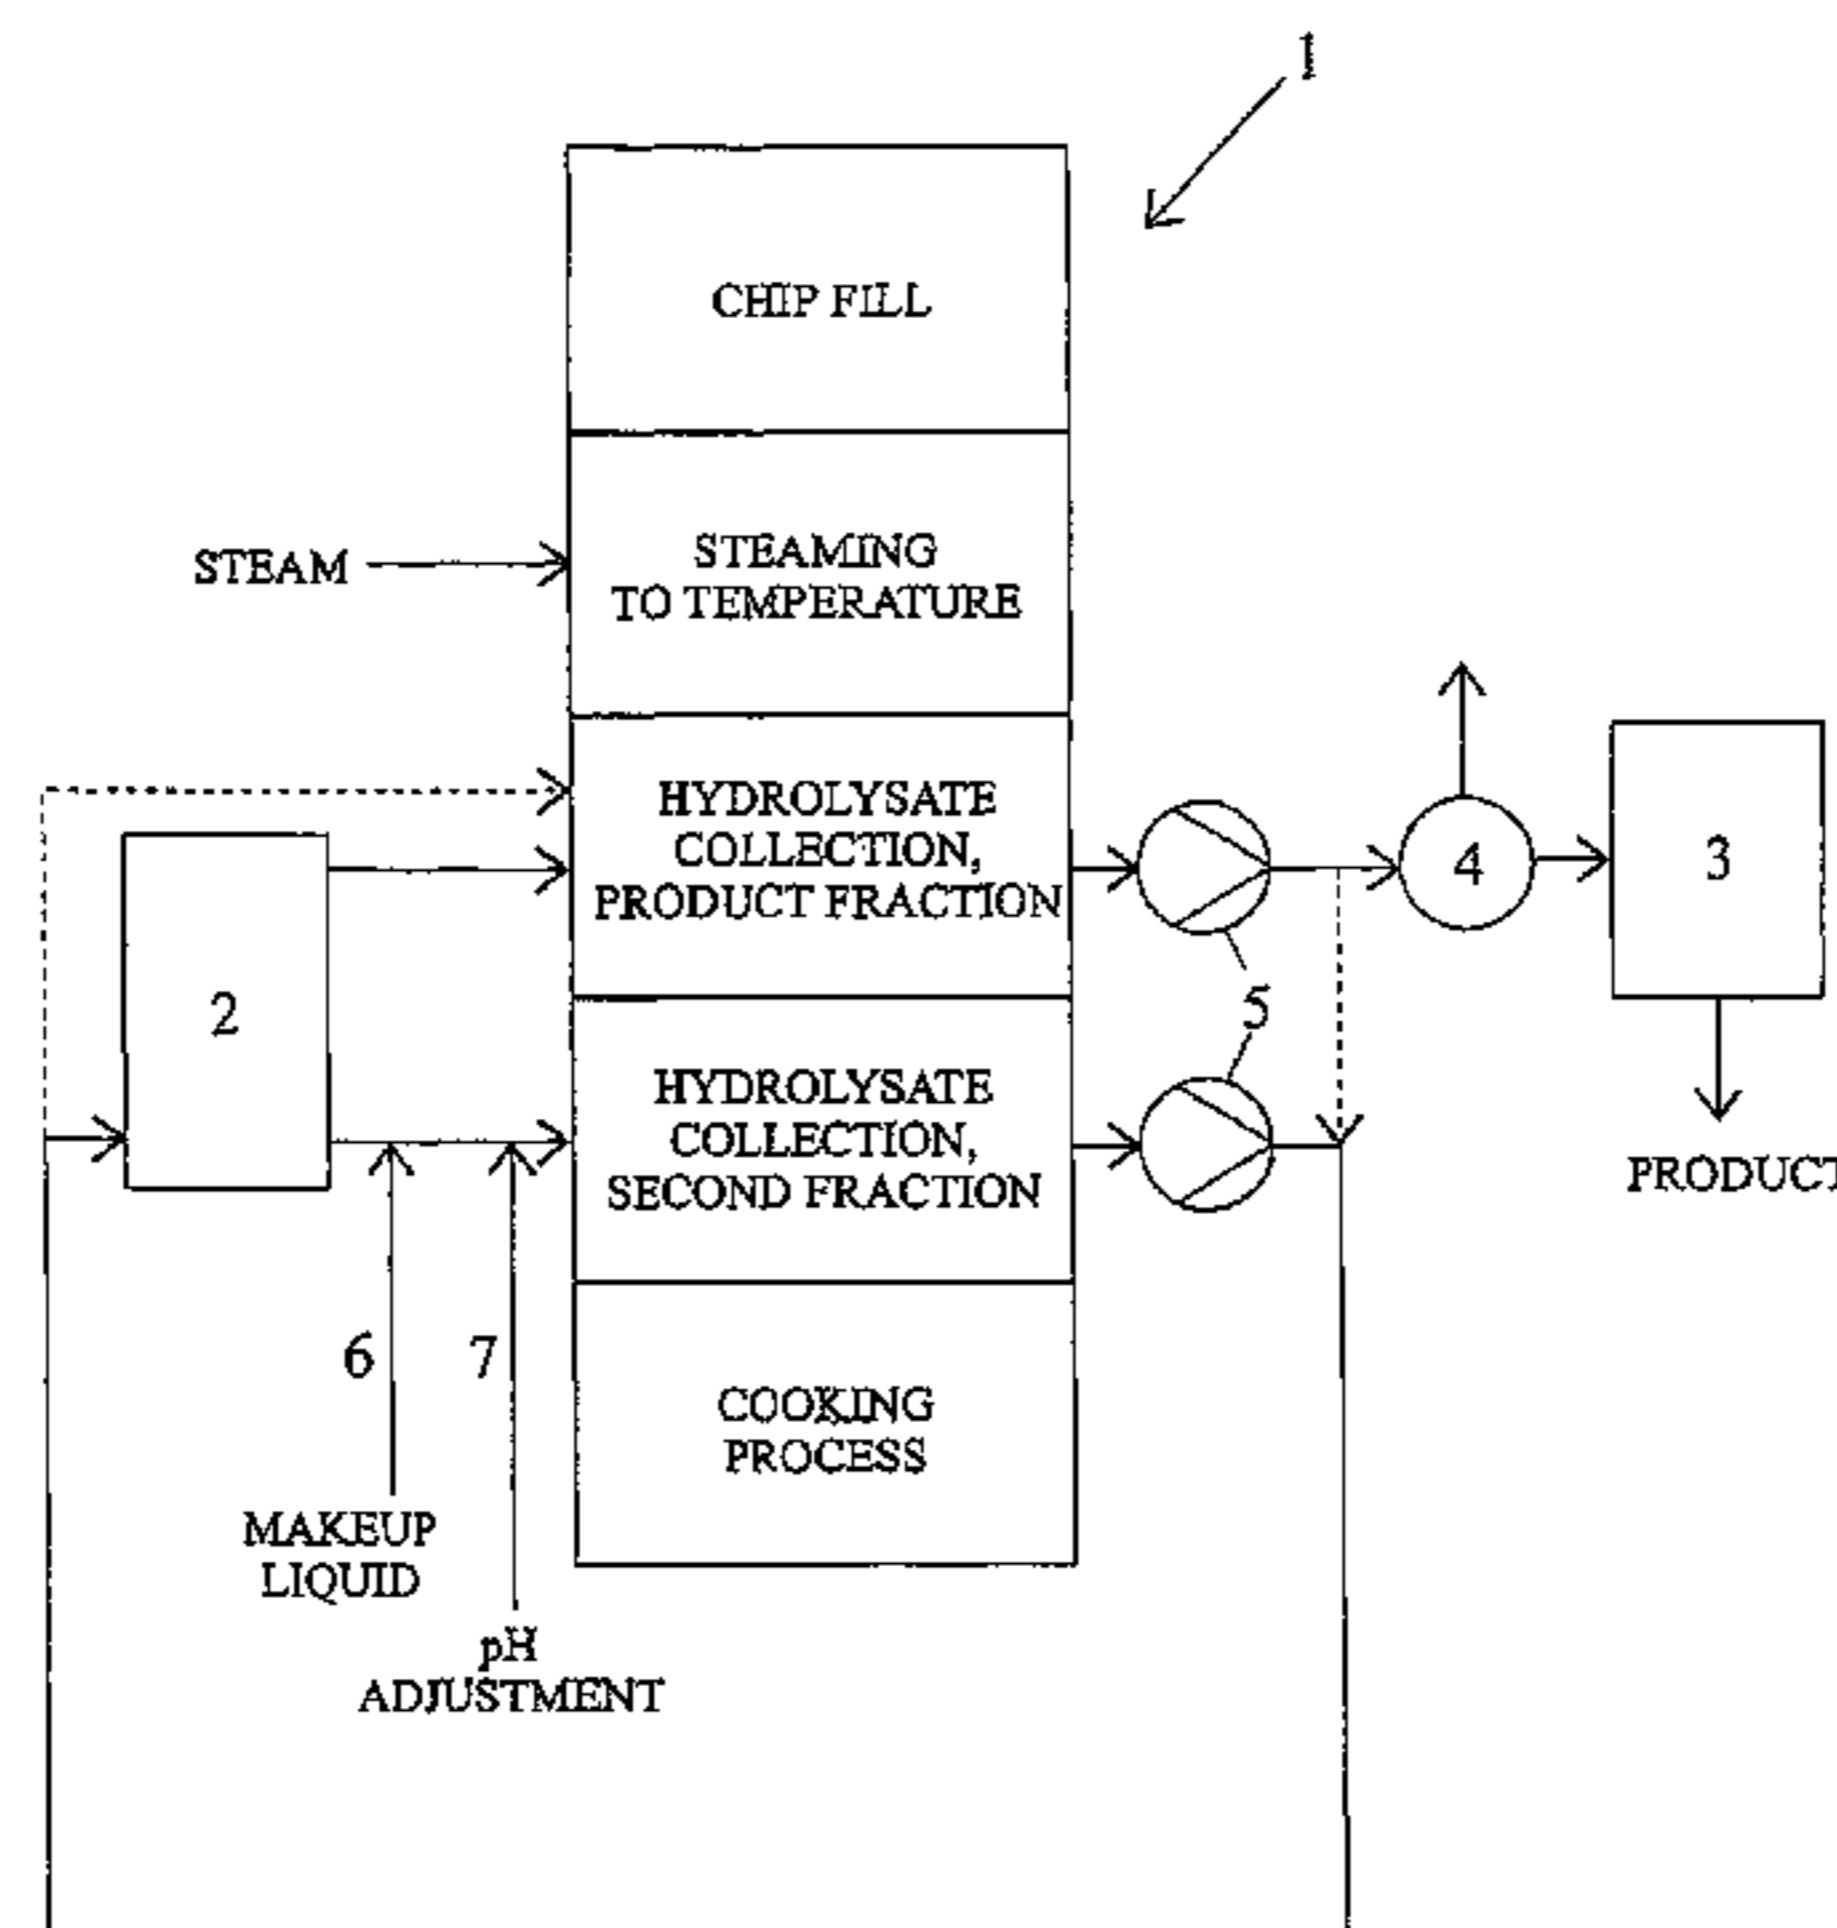 1
CHIP FILL
STEAM
STEAMING
TO TEMPERATURE
HYDROLYSATE
COLLECTION,
PRODUCT FRACTION
4
3
2
5
HYDROLYSATE
COLLECTION,
SECOND FRACTION
PRODUCT
6
7
COOKING
PROCESS
MAKEUP
LIQUID
pH
ADJUSTMENT